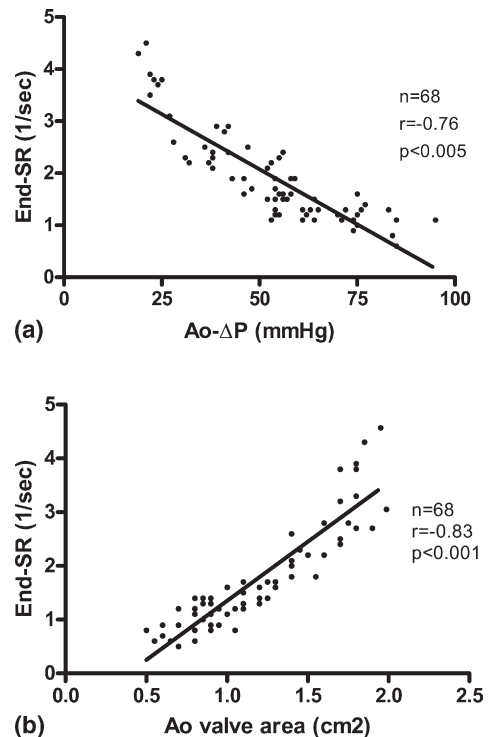 5
4
3
2
1
0
End-SR (1/sec)
n=68
r=-0.76
p<0.005
0 25 50 75 100
(a) Ao-ΔP (mmHg)
5
4
3
2
1
0
End-SR (1/sec)
n=68
r=-0.83
p<0.001
0.0 0.5 1.0 1.5 2.0 2.5
(b) Ao valve area (cm2)